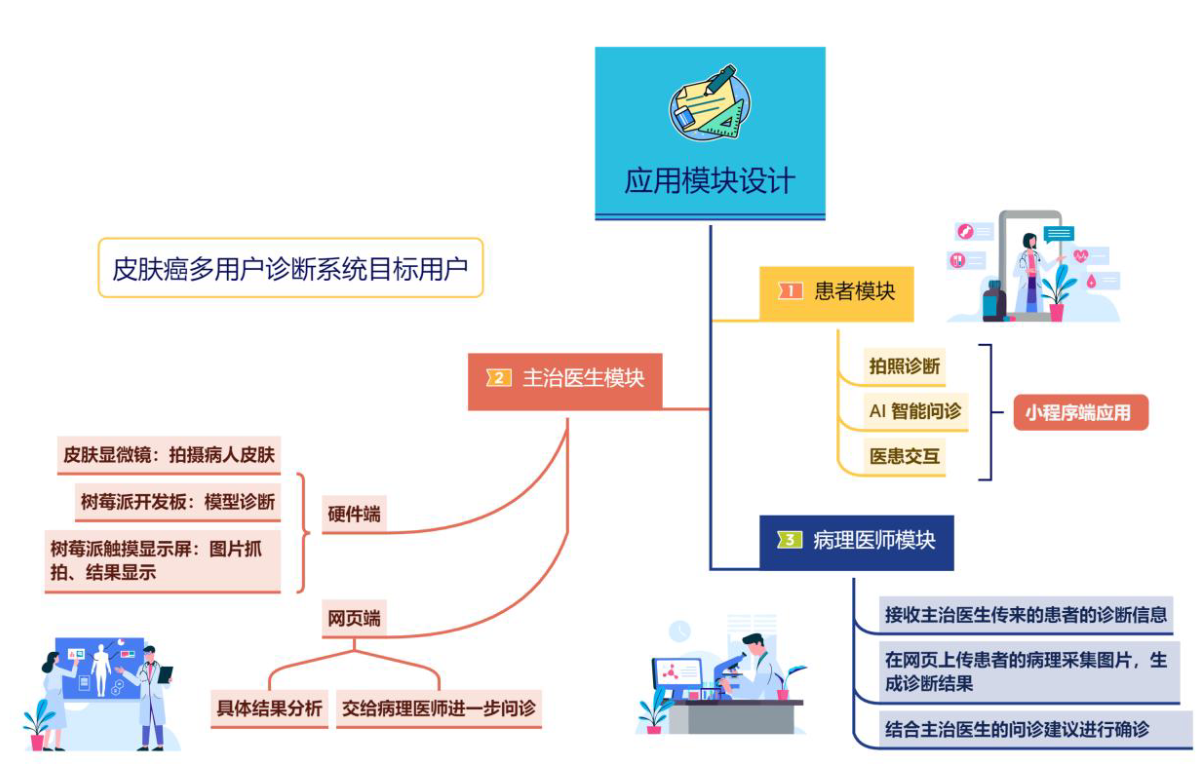 应用模块设计
皮肤癌多用户诊断系统目标用户
1 患者模块
拍照诊断
AI 智能问诊
医患交互
小程序端应用
2 主治医生模块
皮肤显微镜：拍摄病人皮肤
树莓派开发板：模型诊断
树莓派触摸显示屏：图片抓
拍、结果显示
硬件端
网页端
具体结果分析
交给病理医师进一步问诊
3 病理医师模块
接收主治医生传来的患者的诊断信息
在网页上传患者的病理采集图片，生
成诊断结果
结合主治医生的问诊建议进行确诊